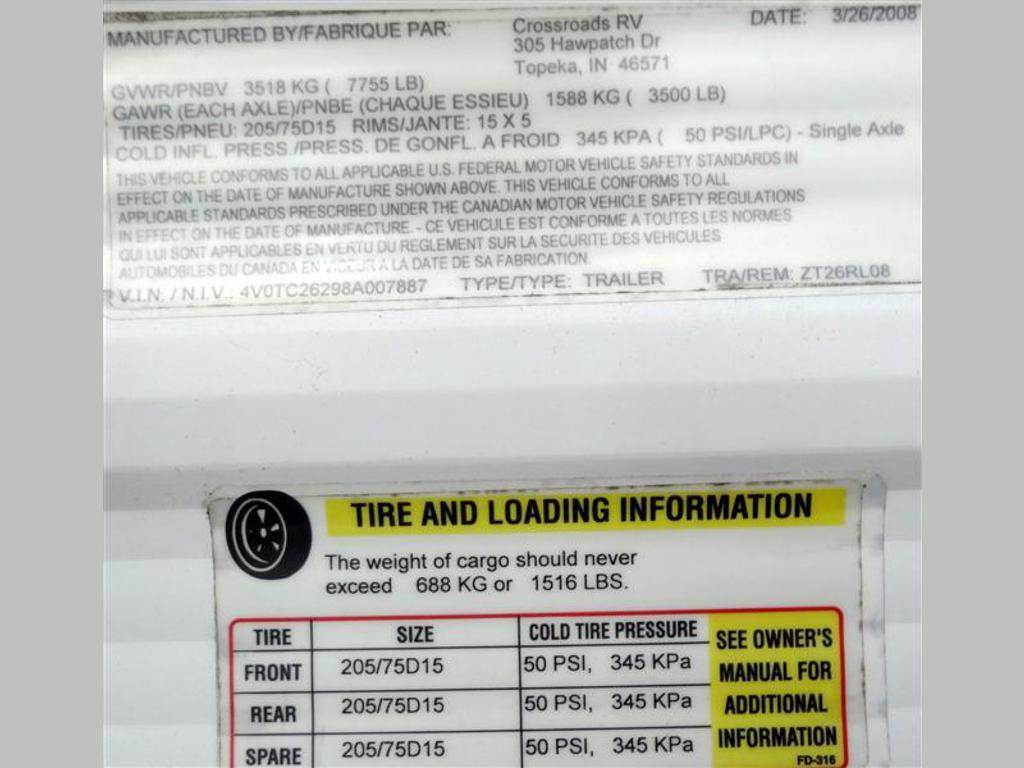 MANUFACTURED BY/FABRIQUE PAR: Crossroads RV DATE: 3/26/2008
305 Hawpatch Dr
Topeka, IN 46571
GVWR/PNBV 3518 KG ( 7755 LB)
GAWR (EACH AXLE)/PNBE (CHAQUE ESSIEU) 1588 KG ( 3500 LB)
TIRES/PNEU: 205/75D15 RIMS/JANTE: 15 X 5
COLD INFL. PRESS./PRESS. DE GONFL. A FROID 345 KPA ( 50 PSI/LPC) - Single Axle
THIS VEHICLE CONFORMS TO ALL APPLICABLE U.S. FEDERAL MOTOR VEHICLE SAFETY STANDARDS IN
EFFECT ON THE DATE OF MANUFACTURE SHOWN ABOVE. THIS VEHICLE CONFORMS TO ALL
APPLICABLE STANDARDS PRESCRIBED UNDER THE CANADIAN MOTOR VEHICLE SAFETY REGULATIONS
IN EFFECT ON THE DATE OF MANUFACTURE. - CE VEHICULE EST CONFORME A TOUTES LES NORMES
QUI LUI SONT APPLICABLES EN VERTU DU REGLEMENT SUR LA SECURITE DES VEHICULES
AUTOMOBILES DU CANADA EN VIGEUR A LA DATE DE SA FABRICATION.
V.I.N. / N.I.V.: 4V0TC26298A007887 TYPE/TYPE: TRAILER TRA/REM: ZT26RL08
TIRE AND LOADING INFORMATION
The weight of cargo should never
exceed 688 KG or 1516 LBS.
TIRE SIZE COLD TIRE PRESSURE
FRONT 205/75D15 50 PSI, 345 KPa
REAR 205/75D15 50 PSI, 345 KPa
SPARE 205/75D15 50 PSI, 345 KPa
SEE OWNER'S
MANUAL FOR
ADDITIONAL
INFORMATION
FD-316